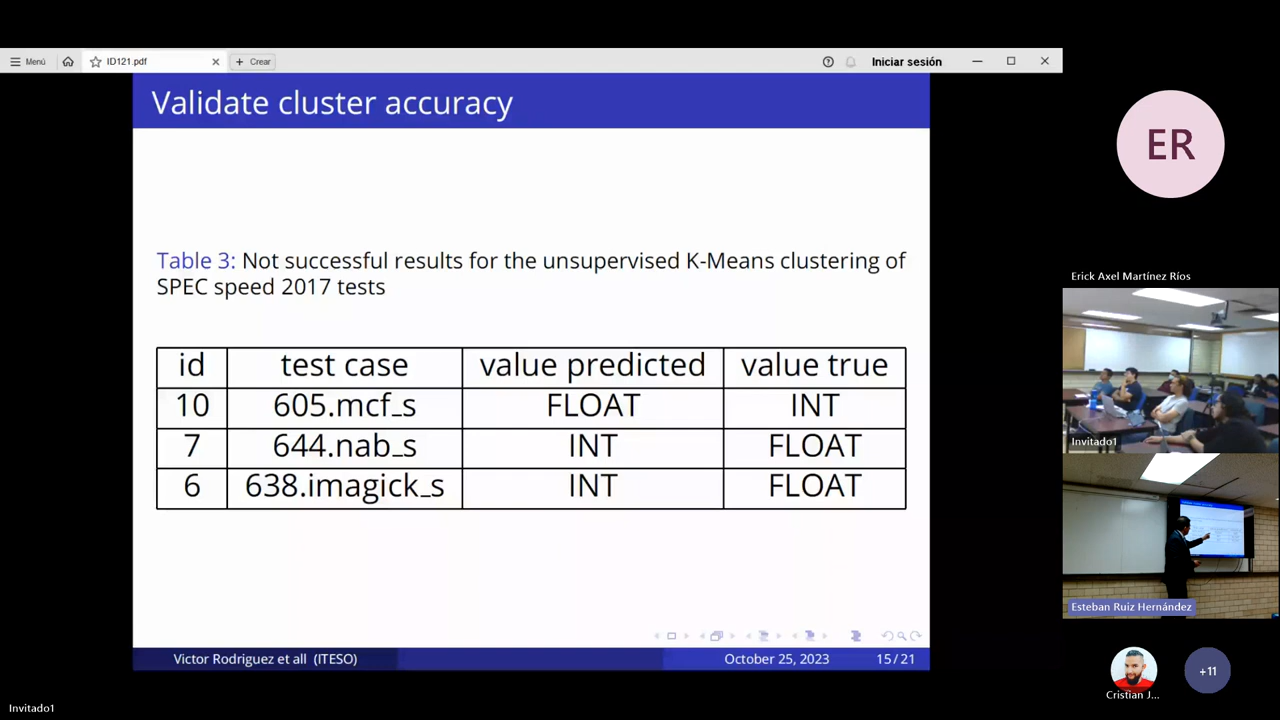 Menú
ID121.pdf
Crear
Iniciar sesión
Validate cluster accuracy
Table 3: Not successful results for the unsupervised K-Means clustering of
SPEC speed 2017 tests
id test case value predicted value true
10 605.mcf_s FLOAT INT
7 644.nab_s INT FLOAT
6 638.imagick_s INT FLOAT
Victor Rodriguez et all (ITESO) October 25, 2023 15/21
ER
Erick Axel Martínez Ríos
Invitado1
Esteban Ruiz Hernández
Cristian J...
+11
Invitado1